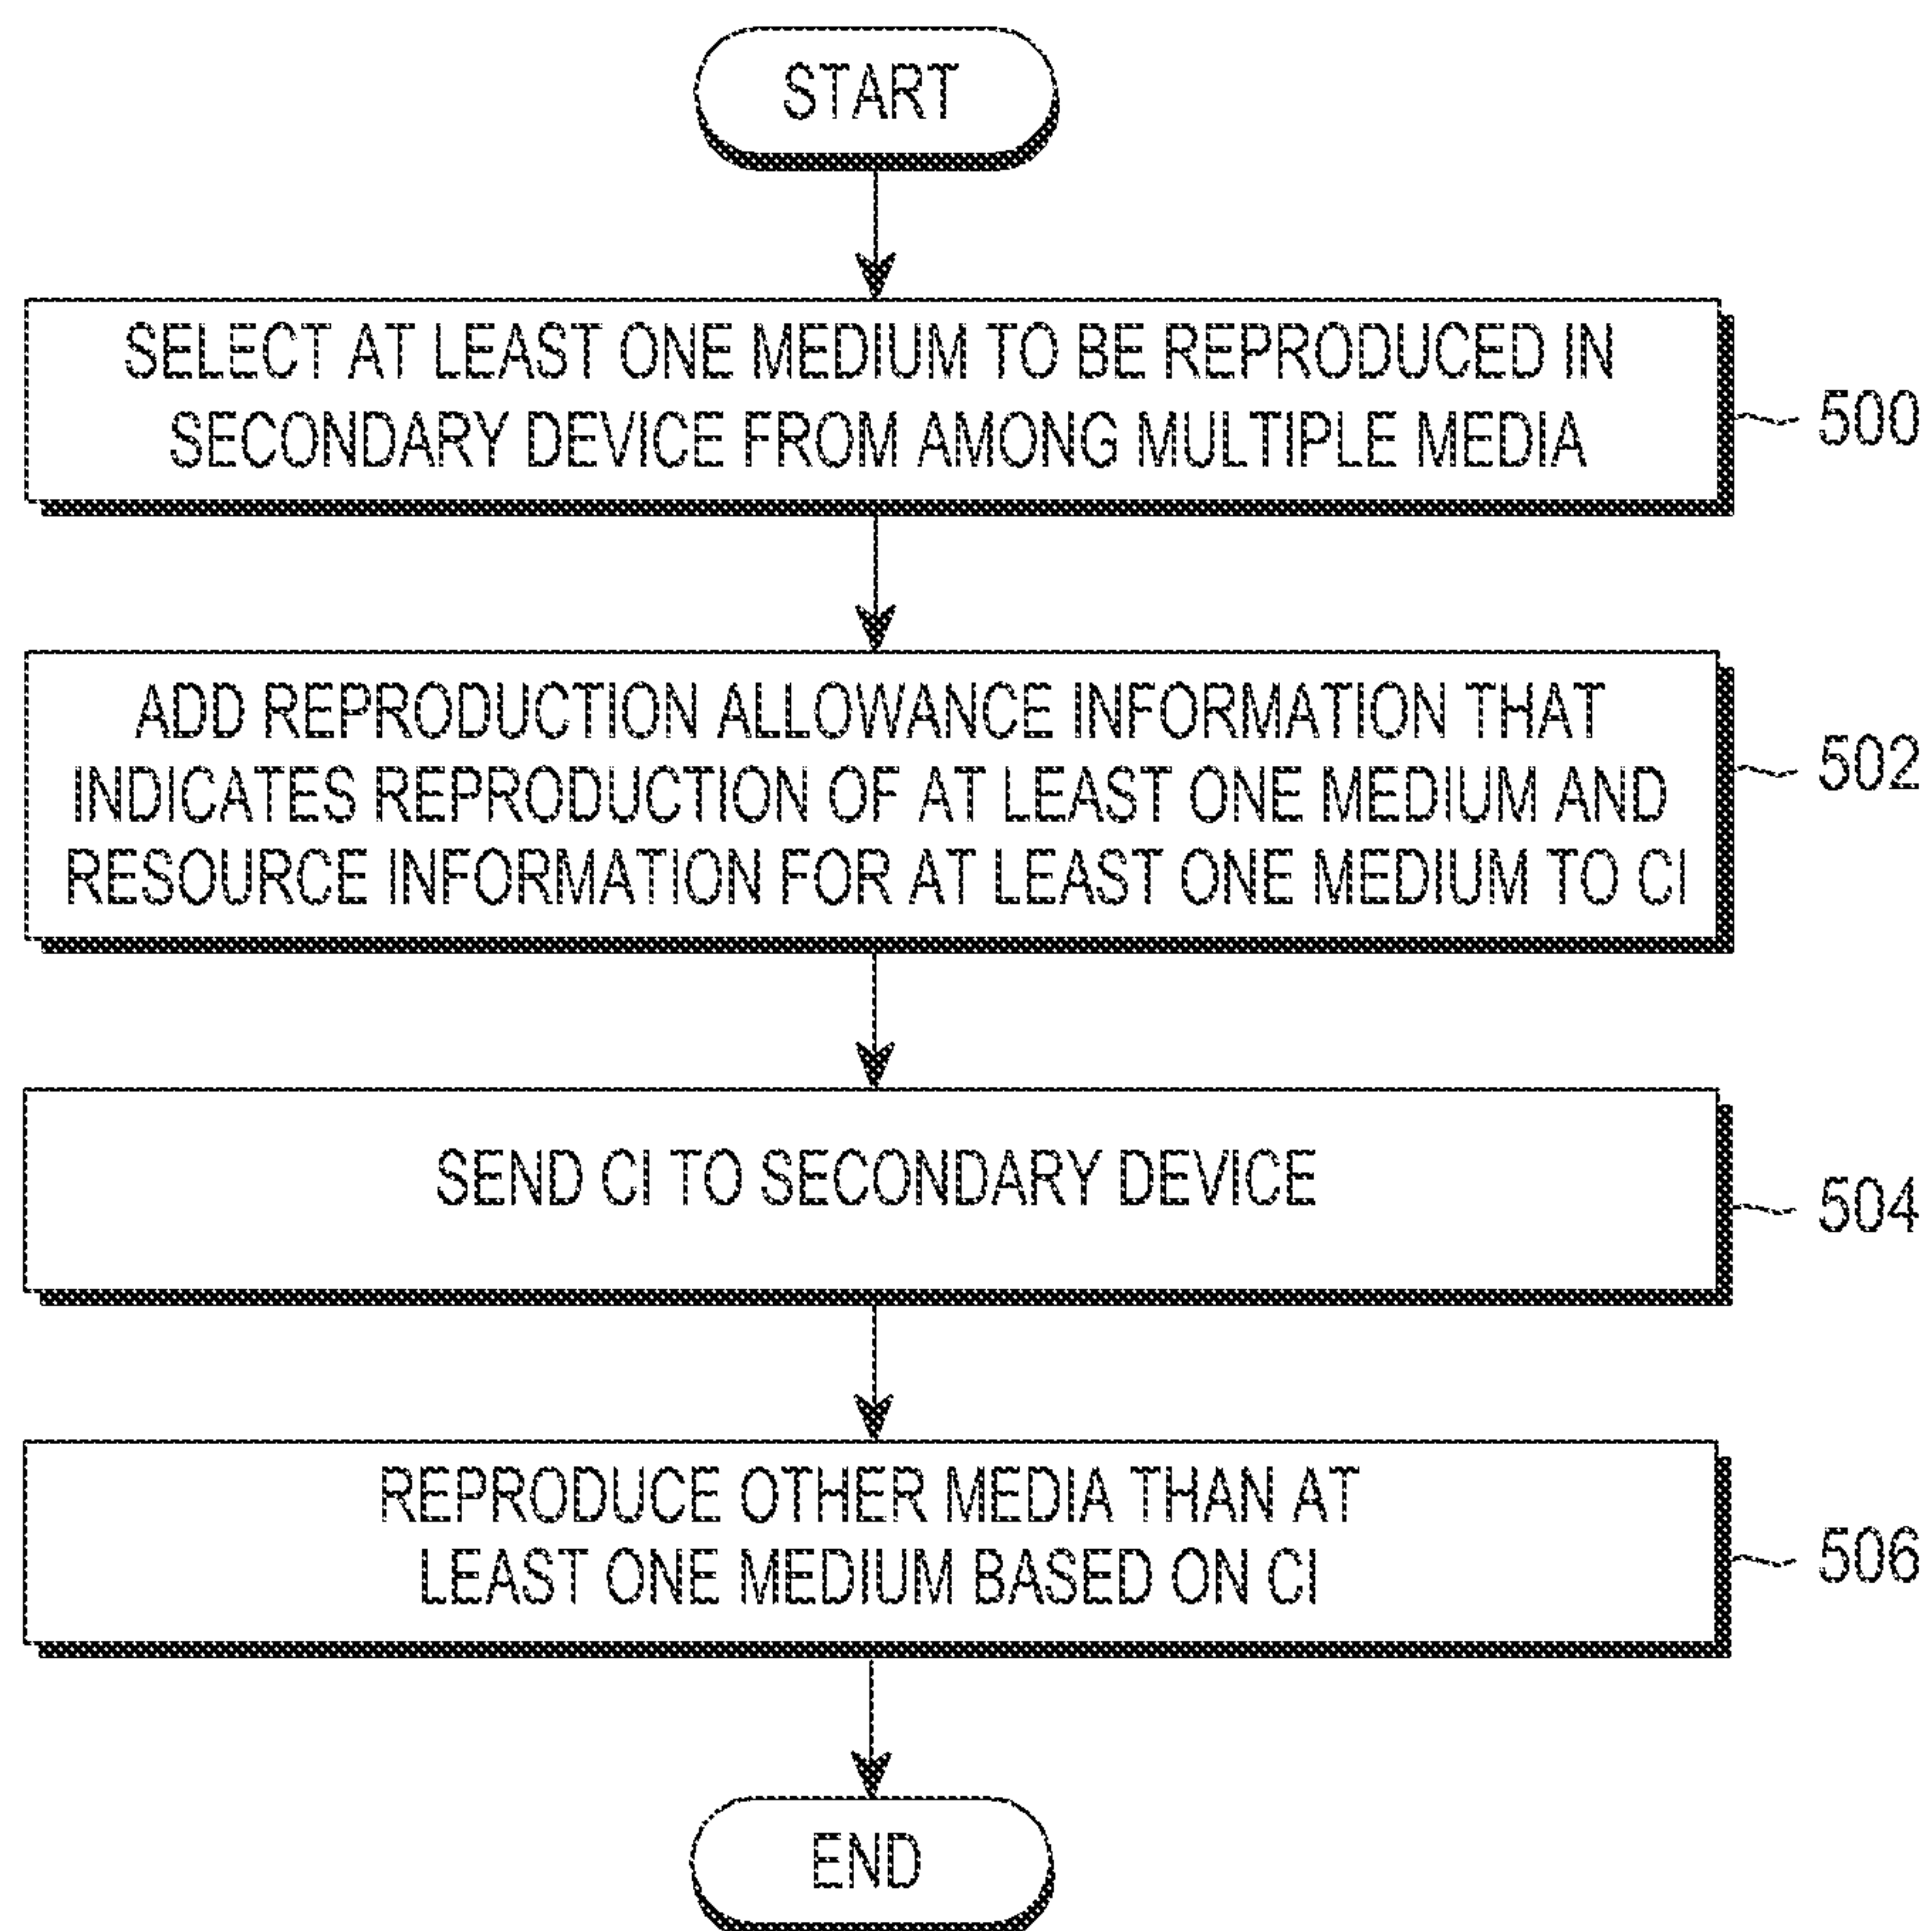 START
SELECT AT LEAST ONE MEDIUM TO BE REPRODUCED IN
SECONDARY DEVICE FROM AMONG MULTIPLE MEDIA
500
ADD REPRODUCTION ALLOWANCE INFORMATION THAT
INDICATES REPRODUCTION OF AT LEAST ONE MEDIUM AND
RESOURCE INFORMATION FOR AT LEAST ONE MEDIUM TO CI
502
SEND CI TO SECONDARY DEVICE
504
REPRODUCE OTHER MEDIA THAN AT
LEAST ONE MEDIUM BASED ON CI
506
END